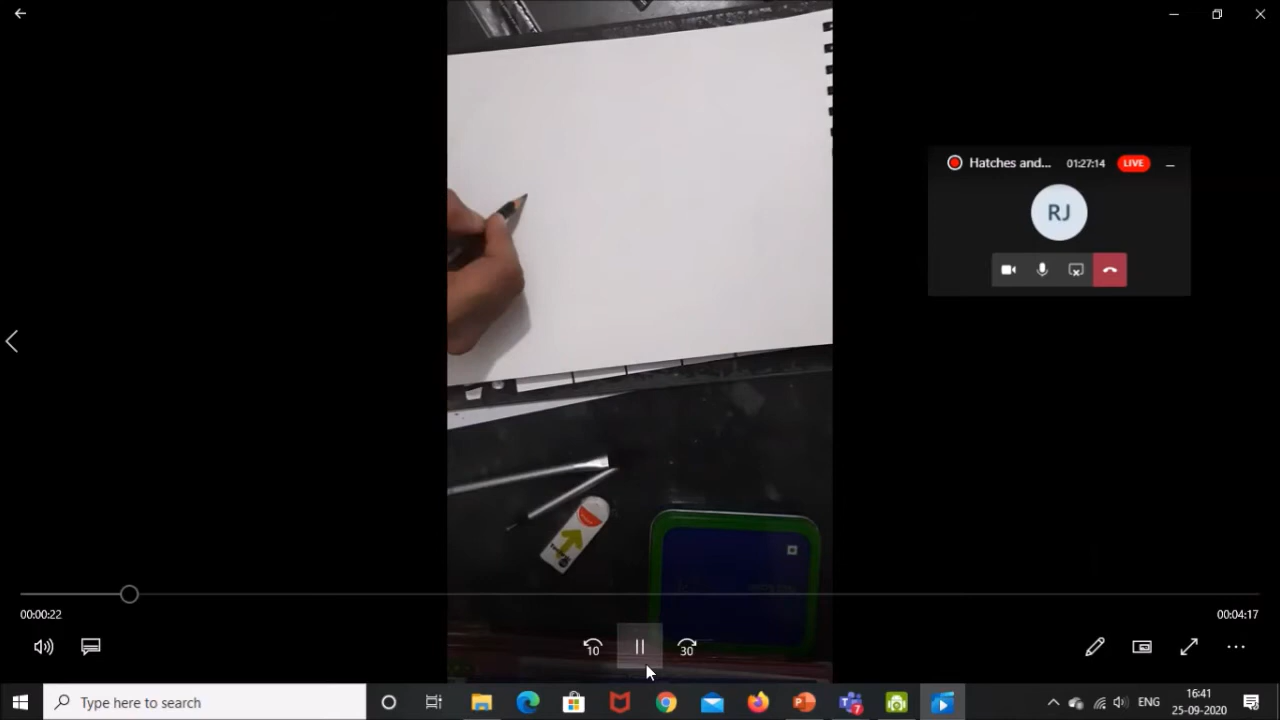 Hatches and...
01:27:14
LIVE
RJ
00:00:22
00:04:17
10
30
Type here to search
7
ENG
16:41
25-09-2020